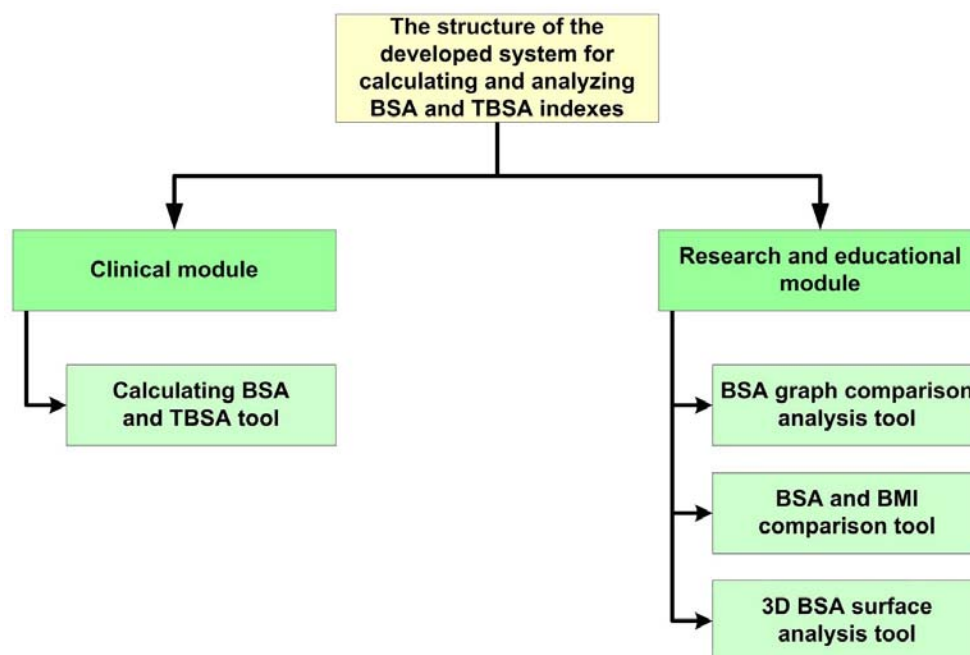 The structure of the
developed system for
calculating and analyzing
BSA and TBSA indexes
Clinical module
Research and educational
module
Calculating BSA
and TBSA tool
BSA graph comparison
analysis tool
BSA and BMI
comparison tool
3D BSA surface
analysis tool